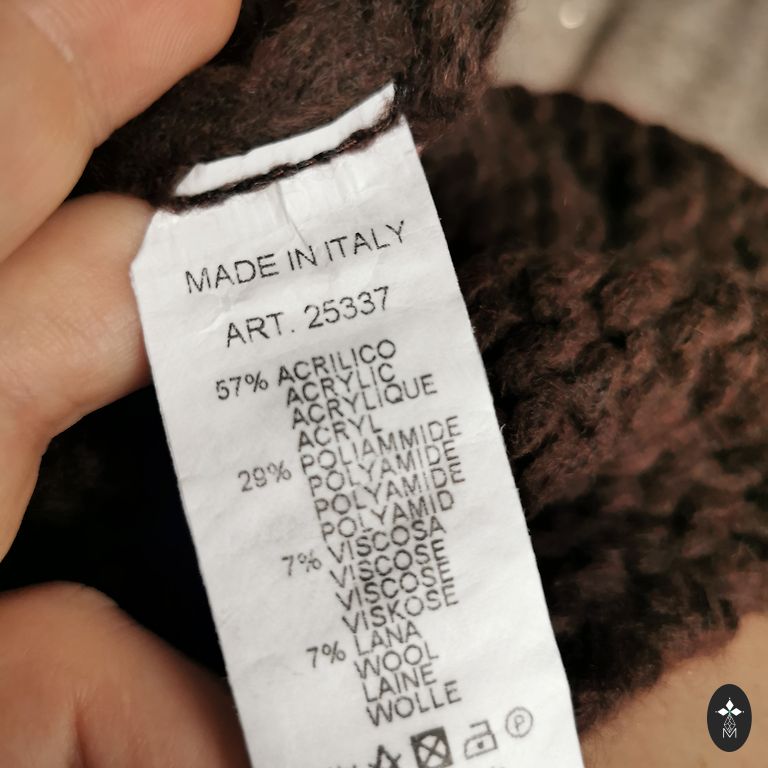 MADE IN ITALY
ART. 25337
57% ACRILICO
ACRYLIC
ACRYLIQUE
ACRYL
29% POLIAMMIDE
POLYAMIDE
POLYAMIDE
POLYAMID
7% VISCOSA
VISCOSE
VISCOSE
VISKOSE
7% LANA
WOOL
LAINE
WOLLE
P
M